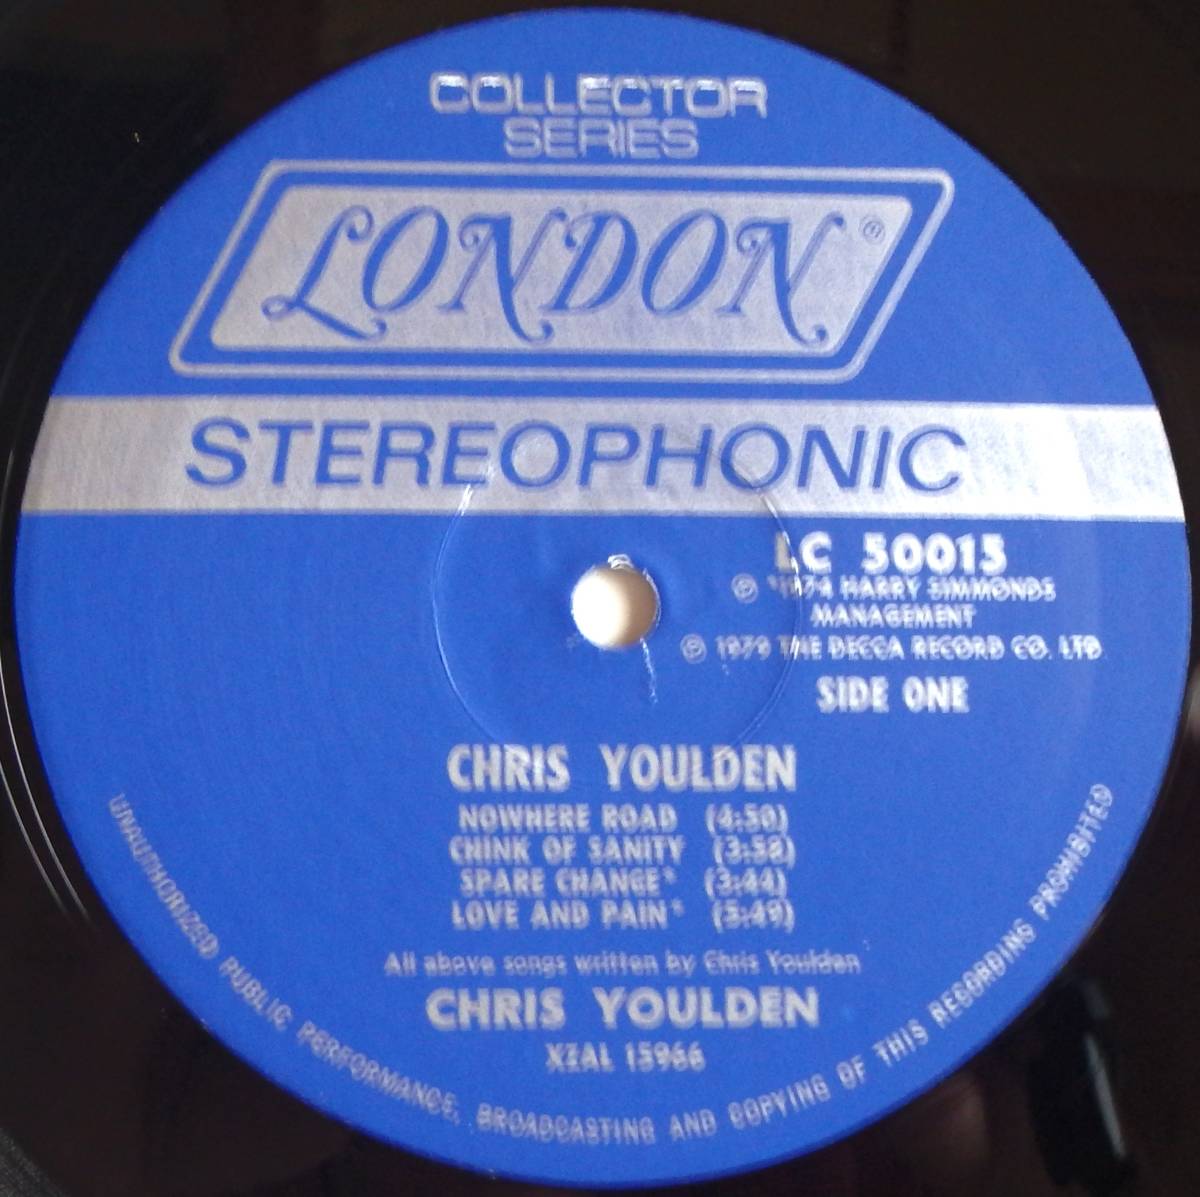 COLLECTOR
SERIES
LONDON ®
STEREOPHONIC
LC 50015
℗ *1974 HARRY SIMMONDS
MANAGEMENT
℗ 1979 THE DECCA RECORD CO. LTD.
SIDE ONE
CHRIS YOULDEN
NOWHERE ROAD (4:50)
CHINK OF SANITY (3:58)
SPARE CHANGE* (3:44)
LOVE AND PAIN* (5:49)
All above songs written by Chris Youlden
CHRIS YOULDEN
XZAL 15966
UNAUTHORIZED PUBLIC PERFORMANCE, BROADCASTING AND COPYING OF THIS RECORDING PROHIBITED